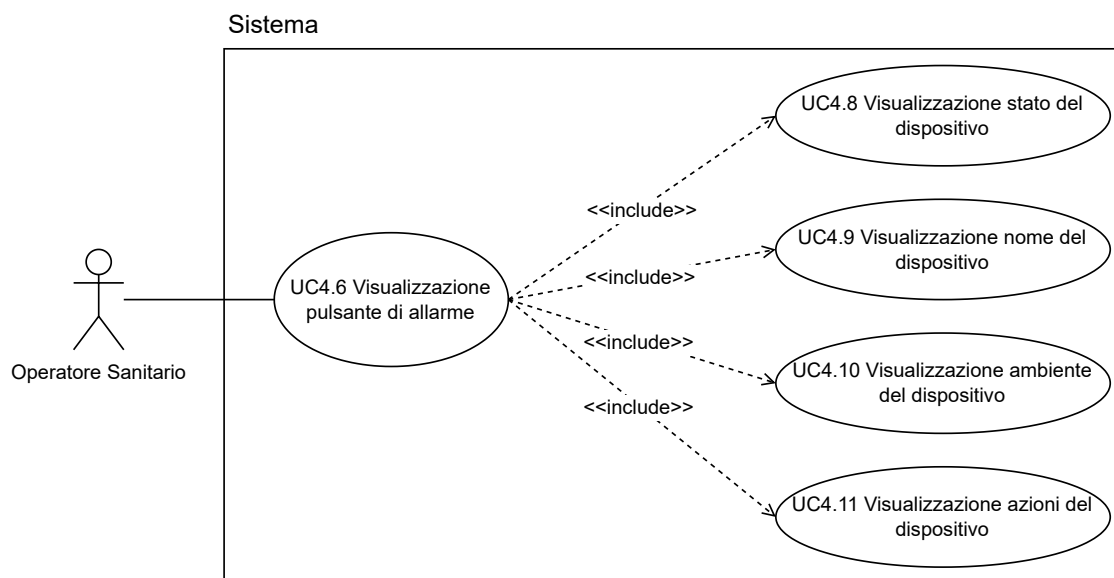 Sistema
UC4.8 Visualizzazione stato del
dispositivo
<<include>>
UC4.9 Visualizzazione nome del
dispositivo
<<include>>
UC4.6 Visualizzazione
pulsante di allarme
<<include>>
UC4.10 Visualizzazione ambiente
del dispositivo
Operatore Sanitario
<<include>>
UC4.11 Visualizzazione azioni del
dispositivo